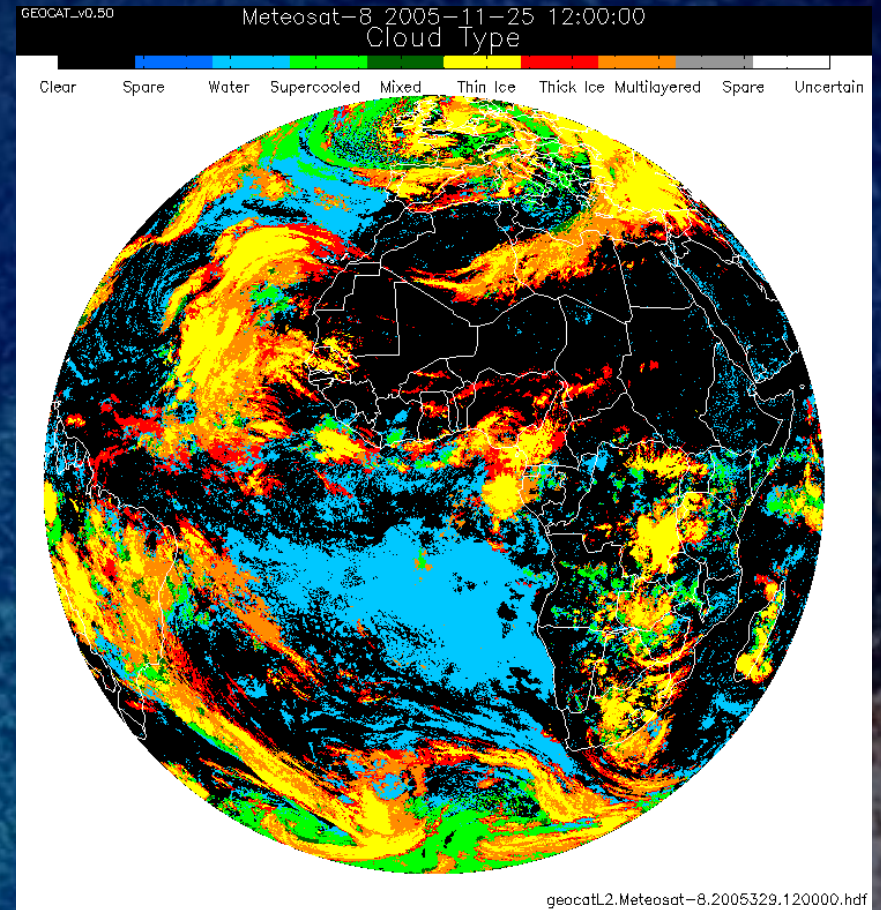 GEOCAT_v0.50
Meteosat-8 2005-11-25 12:00:00
Cloud Type
Clear Spare Water Supercooled Mixed Thin Ice Thick Ice Multilayered Spare Uncertain
geocatL2.Meteosat-8.2005329.120000.hdf